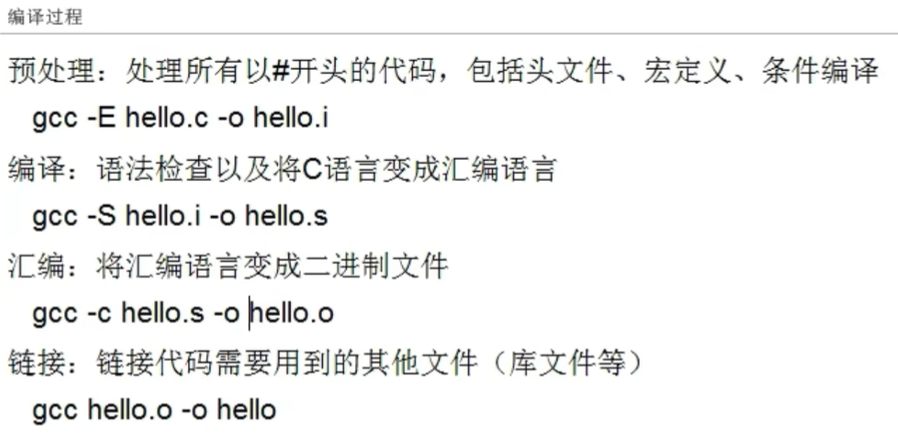 编译过程
预处理：处理所有以#开头的代码，包括头文件、宏定义、条件编译
gcc -E hello.c -o hello.i
编译：语法检查以及将C语言变成汇编语言
gcc -S hello.i -o hello.s
汇编：将汇编语言变成二进制文件
gcc -c hello.s -o hello.o
链接：链接代码需要用到的其他文件（库文件等）
gcc hello.o -o hello